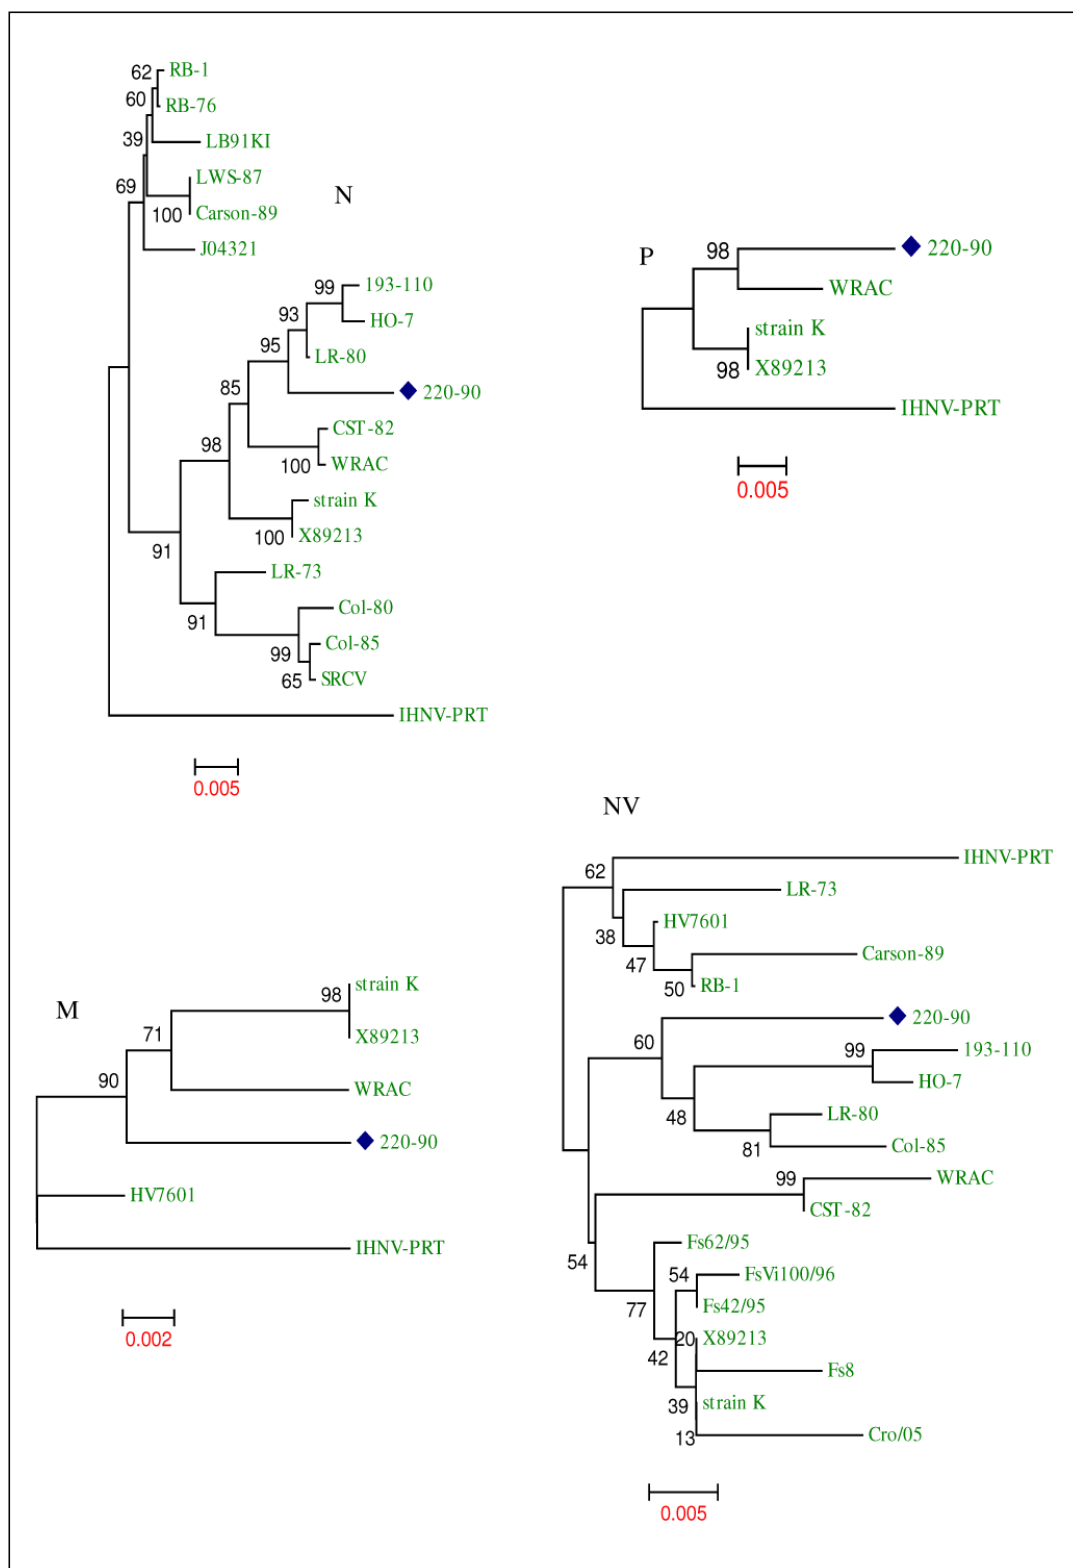 62
RB-1
60
RB-76
39
LB91KI
LWS-87
69
N
100
Carson-89
J04321
99
193-110
93
HO-7
95
LR-80
85
220-90
CST-82
98
100
WRAC
strain K
100
X89213
91
LR-73
Col-80
91
Col-85
99
65
SRCV
IHNV-PRT
0.005
P
98
220-90
WRAC
strain K
98
X89213
IHNV-PRT
0.005
M
98
strain K
71
X89213
90
WRAC
220-90
HV7601
IHNV-PRT
0.002
NV
IHNV-PRT
62
LR-73
HV7601
38
Carson-89
47
50
RB-1
220-90
60
99
193-110
HO-7
48
LR-80
81
Col-85
99
WRAC
CST-82
54
Fs62/95
54
FsVi100/96
77
Fs42/95
20
X89213
42
Fs8
39
strain K
13
Cro/05
0.005